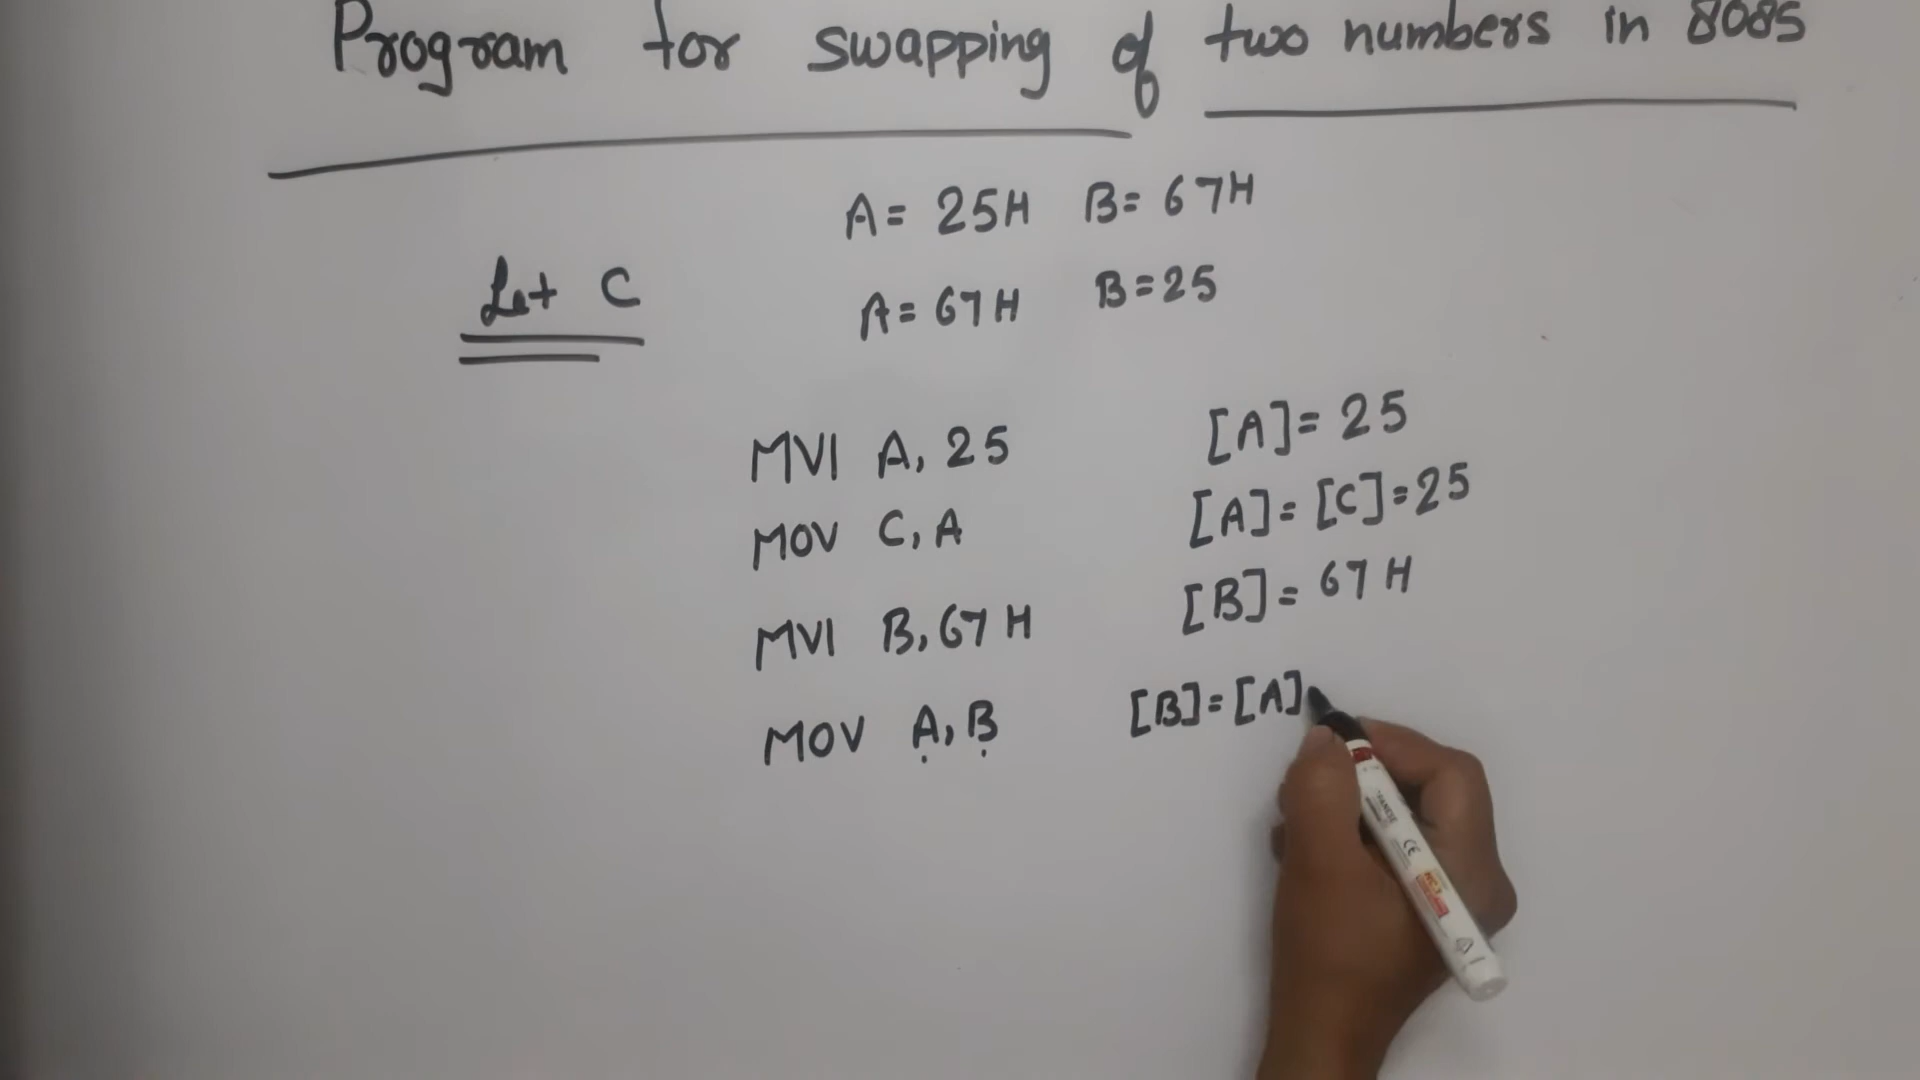 Program for swapping of two numbers in 8085
A= 25H B= 67H
Let C
A= 67H B=25
MVI A, 25 [A]= 25
MOV C, A [A]= [C]=25
MVI B, 67 H [B]= 67 H
MOV A, B [B]=[A]
CE